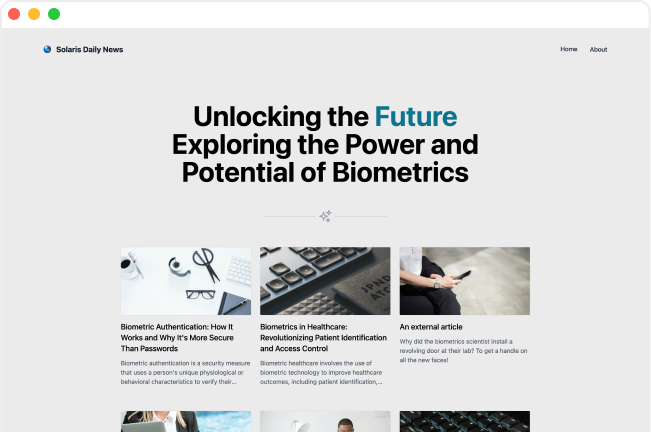 Solaris Daily News
Home About
Unlocking the Future
Exploring the Power and
Potential of Biometrics
JPND
ATC
Biometric Authentication: How It
Works and Why It's More Secure
Than Passwords
Biometric authentication is a security measure
that uses a person's unique physiological or
behavioral characteristics to verify their...
Biometrics in Healthcare:
Revolutionizing Patient Identification
and Access Control
Biometric healthcare involves the use of
biometric technology to improve healthcare
outcomes, including patient identification,...
An external article
Why did the biometrics scientist install a
revolving door at their lab? To get a handle on
all the new faces!